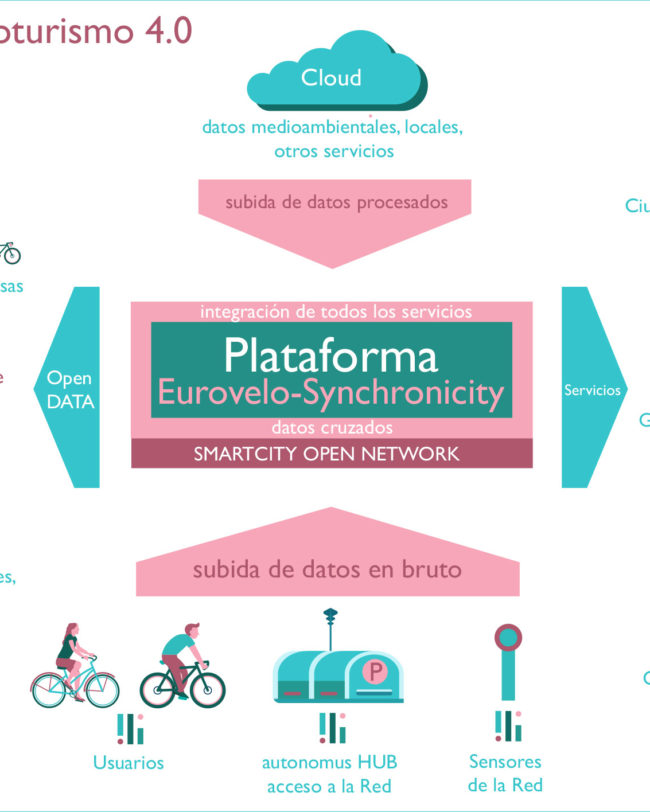 oturismo 4.0
Cloud
datos medioambientales, locales,
otros servicios
subida de datos procesados
Ciu
sas
integración de todos los servicios
Plataforma
Eurovelo-Synchronicity
datos cruzados
SMARTCITY OPEN NETWORK
e
Open
DATA
Servicios
G
subida de datos en bruto
es,
P
C
Usuarios
autonomus HUB
acceso a la Red
Sensores
de la Red